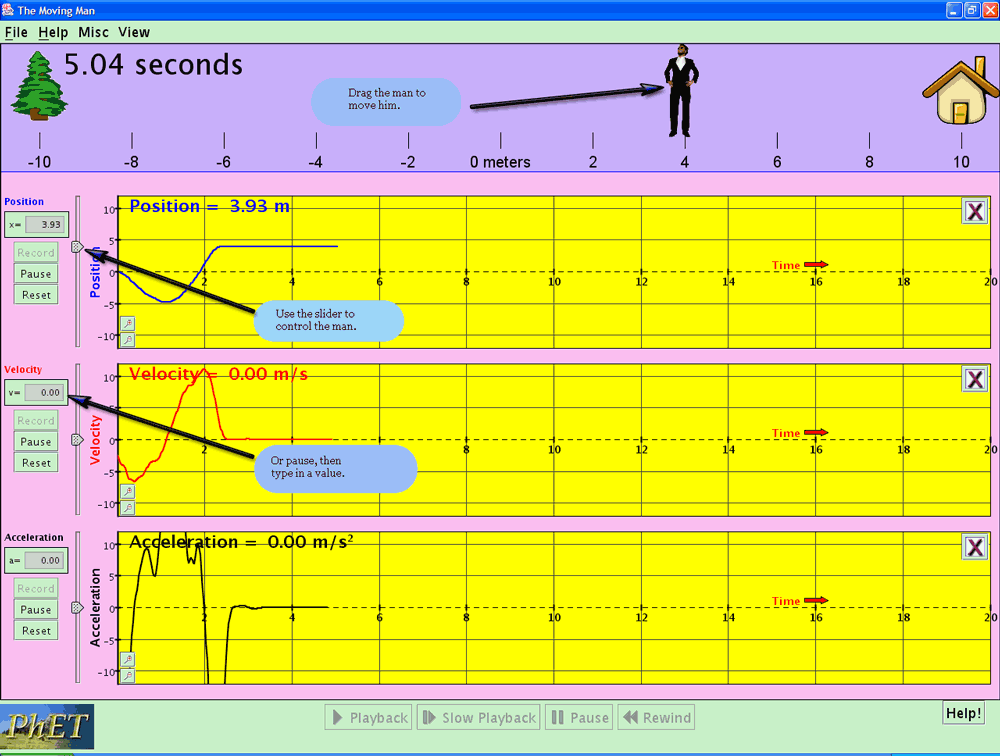 The Moving Man
File Help Misc View
5.04 seconds
Drag the man to
move him.
-10 -8 -6 -4 -2 0 meters 2 4 6 8 10
Position
x= 3.93
Record
Pause
Reset
Position
Position = 3.93 m
10
5
0
-5
-10
2 4 6 8 10 12 14 16 18 20
Time
Use the slider to
control the man.
Velocity
v= 0.00
Record
Pause
Reset
Velocity
Velocity = 0.00 m/s
10
5
0
-5
-10
2 4 6 8 10 12 14 16 18 20
Time
Or pause, then
type in a value.
Acceleration
a= 0.00
Record
Pause
Reset
Acceleration
Acceleration = 0.00 m/s²
10
5
0
-5
-10
2 4 6 8 10 12 14 16 18 20
Time
PhET
Playback Slow Playback Pause Rewind
Help!